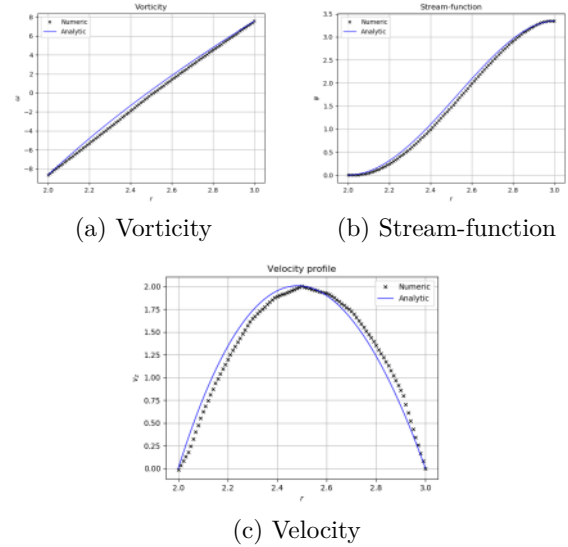 Vorticity
Numeric
Analytic
8
6
4
2
0
−2
−4
−6
−8
ω
2.0 2.2 2.4 2.6 2.8 3.0
r
(a) Vorticity
Stream-function
Numeric
Analytic
3.5
3.0
2.5
2.0
1.5
1.0
0.5
0.0
2.0 2.2 2.4 2.6 2.8 3.0
r
(b) Stream-function
Velocity profile
Numeric
Analytic
2.00
1.75
1.50
1.25
1.00
0.75
0.50
0.25
0.00
2.0 2.2 2.4 2.6 2.8 3.0
r
(c) Velocity